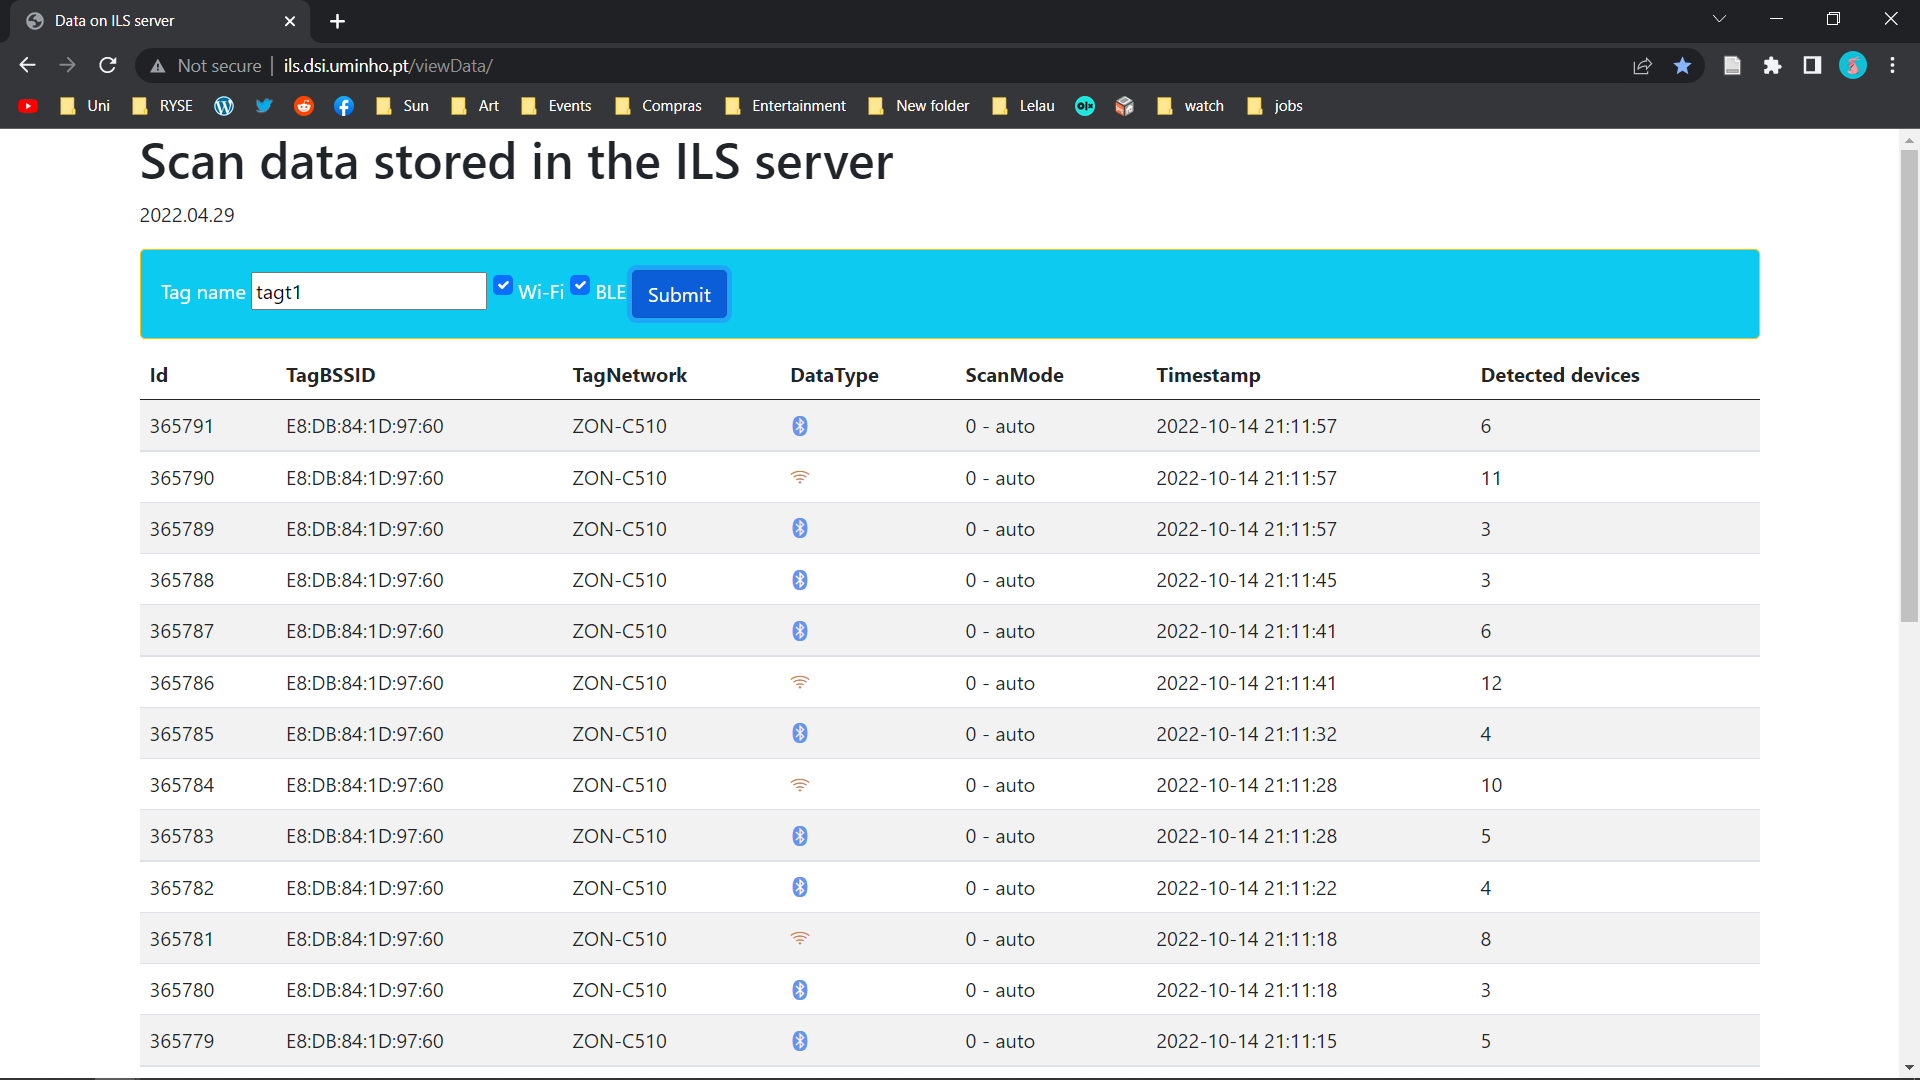 Data on ILS server
Not secure | ils.dsi.uminho.pt/viewData/
Uni RYSE Sun Art Events Compras Entertainment New folder Lelau olx watch jobs
Scan data stored in the ILS server
2022.04.29
Tag name tagt1 Wi-Fi BLE Submit
Id TagBSSID TagNetwork DataType ScanMode Timestamp Detected devices
365791 E8:DB:84:1D:97:60 ZON-C510 0 - auto 2022-10-14 21:11:57 6
365790 E8:DB:84:1D:97:60 ZON-C510 0 - auto 2022-10-14 21:11:57 11
365789 E8:DB:84:1D:97:60 ZON-C510 0 - auto 2022-10-14 21:11:57 3
365788 E8:DB:84:1D:97:60 ZON-C510 0 - auto 2022-10-14 21:11:45 3
365787 E8:DB:84:1D:97:60 ZON-C510 0 - auto 2022-10-14 21:11:41 6
365786 E8:DB:84:1D:97:60 ZON-C510 0 - auto 2022-10-14 21:11:41 12
365785 E8:DB:84:1D:97:60 ZON-C510 0 - auto 2022-10-14 21:11:32 4
365784 E8:DB:84:1D:97:60 ZON-C510 0 - auto 2022-10-14 21:11:28 10
365783 E8:DB:84:1D:97:60 ZON-C510 0 - auto 2022-10-14 21:11:28 5
365782 E8:DB:84:1D:97:60 ZON-C510 0 - auto 2022-10-14 21:11:22 4
365781 E8:DB:84:1D:97:60 ZON-C510 0 - auto 2022-10-14 21:11:18 8
365780 E8:DB:84:1D:97:60 ZON-C510 0 - auto 2022-10-14 21:11:18 3
365779 E8:DB:84:1D:97:60 ZON-C510 0 - auto 2022-10-14 21:11:15 5